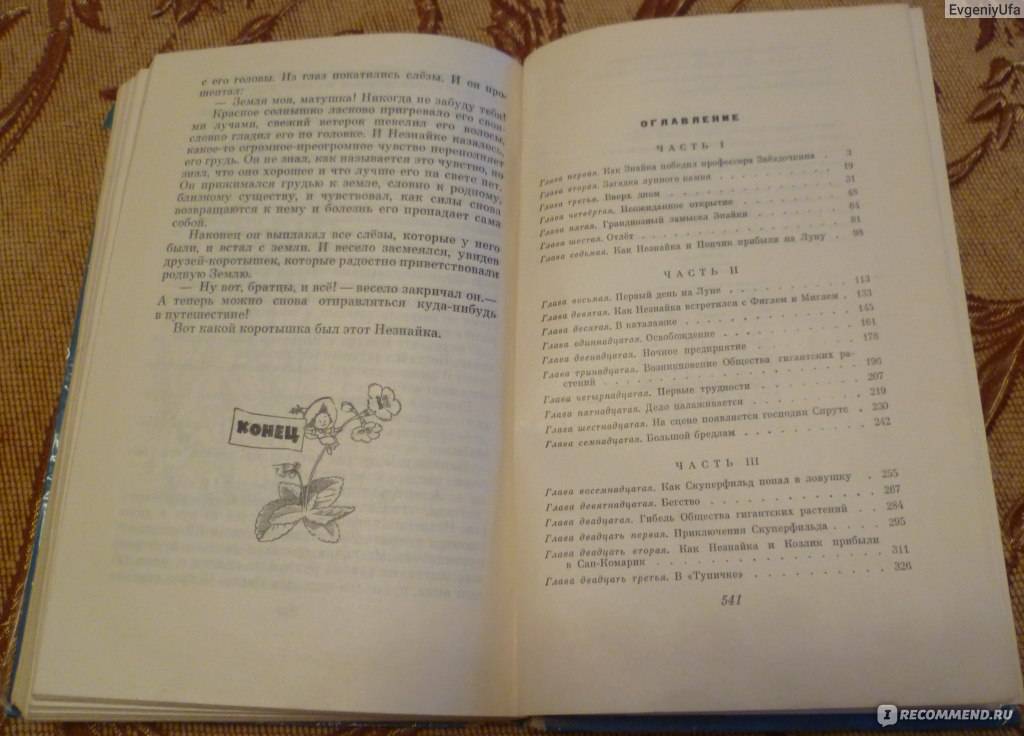 с его головы. Из глаз покатились слёзы. И он про-
шептал:
— Земля моя, матушка! Никогда не забуду тебя!
Красное солнышко ласково пригревало его свои-
ми лучами, свежий ветерок шевелил его волосы,
словно гладил его по головке. И Незнайке казалось,
какое-то огромное-преогромное чувство переполняет
его грудь. Он не знал, как называется это чувство, но
знал, что оно хорошее и что лучше его на свете нет.
Он прижимался грудью к земле, словно к родному,
близкому существу, и чувствовал, как силы снова
возвращаются к нему и болезнь его пропадает сама
собой.
Наконец он выплакал все слёзы, которые у него
были, и встал с земли. И весело засмеялся, увидев
друзей-коротышек, которые радостно приветствовали
родную Землю.
— Ну вот, братцы, и всё! — весело закричал он.—
А теперь можно снова отправляться куда-нибудь
в путешествие!
Вот какой коротышка был этот Незнайка.
КОНЕЦ
EvgeniyUfa
ОГЛАВЛЕНИЕ
ЧАСТЬ I
Глава первая. Как Знайка победил профессора Звёздочкина . 3
Глава вторая. Загадка лунного камня . . . . 19
Глава третья. Вверх дном . . . . 31
Глава четвёртая. Неожиданное открытие . . . . 48
Глава пятая. Грандиозный замысел Знайки . . . . 64
Глава шестая. Отлёт . . . . 81
Глава седьмая. Как Незнайка и Пончик прибыли на Луну . . 98
ЧАСТЬ II
Глава восьмая. Первый день на Луне . . . . 113
Глава девятая. Как Незнайка встретился с Фиглем и Миглем . 133
Глава десятая. В каталажке . . . . 145
Глава одиннадцатая. Освобождение . . . . 161
Глава двенадцатая. Ночное предприятие . . . . 178
Глава тринадцатая. Возникновение Общества гигантских ра-
стений . . . . 196
Глава четырнадцатая. Первые трудности . . . . 207
Глава пятнадцатая. Дело налаживается . . . . 219
Глава шестнадцатая. На сцене появляется господин Спрутс . 230
Глава семнадцатая. Большой бредлам . . . . 242
ЧАСТЬ III
Глава восемнадцатая. Как Скуперфильд попал в ловушку . 255
Глава девятнадцатая. Бегство . . . . 267
Глава двадцатая. Гибель Общества гигантских растений . . 284
Глава двадцать первая. Приключения Скуперфильда . . . . 295
Глава двадцать вторая. Как Незнайка и Козлик прибыли
в Сан-Комарик . . . . 311
Глава двадцать третья. В «Тупичке» . . . . 326
541
IRECOMMEND.RU